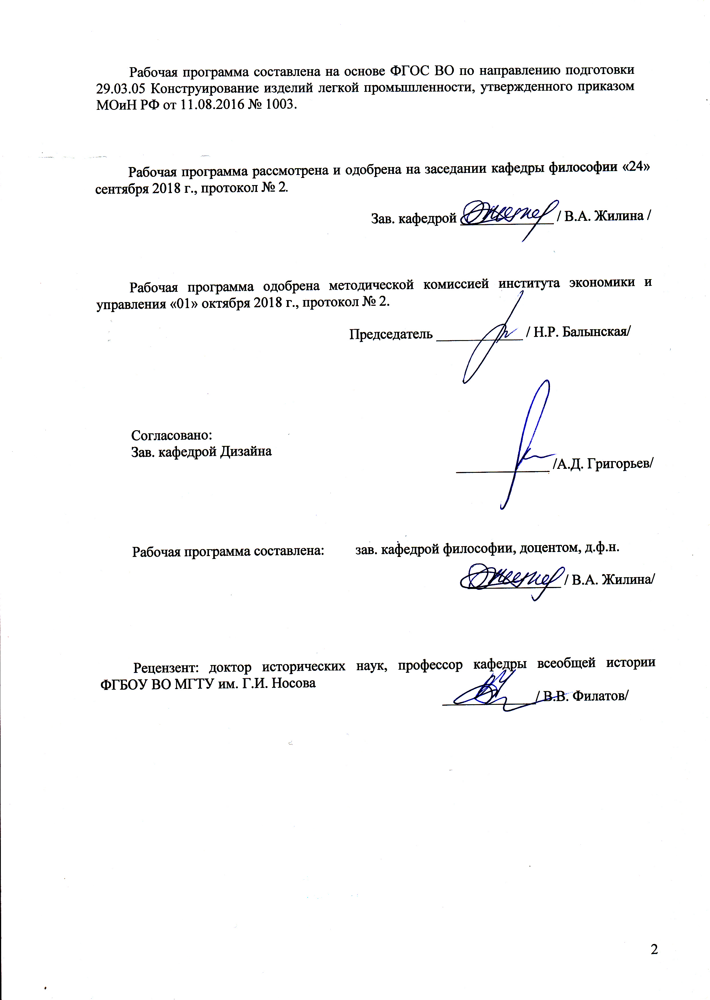 Рабочая программа составлена на основе ФГОС ВО по направлению подготовки
29.03.05 Конструирование изделий легкой промышленности, утвержденного приказом
МОиН РФ от 11.08.2016 № 1003.
Рабочая программа рассмотрена и одобрена на заседании кафедры философии «24»
сентября 2018 г., протокол № 2.
Зав. кафедрой / В.А. Жилина /
Рабочая программа одобрена методической комиссией института экономики и
управления «01» октября 2018 г., протокол № 2.
Председатель / Н.Р. Балынская/
Согласовано:
Зав. кафедрой Дизайна
/А.Д. Григорьев/
Рабочая программа составлена: зав. кафедрой философии, доцентом, д.ф.н.
/ В.А. Жилина/
Рецензент: доктор исторических наук, профессор кафедры всеобщей истории
ФГБОУ ВО МГТУ им. Г.И. Носова
/ В.В. Филатов/
2